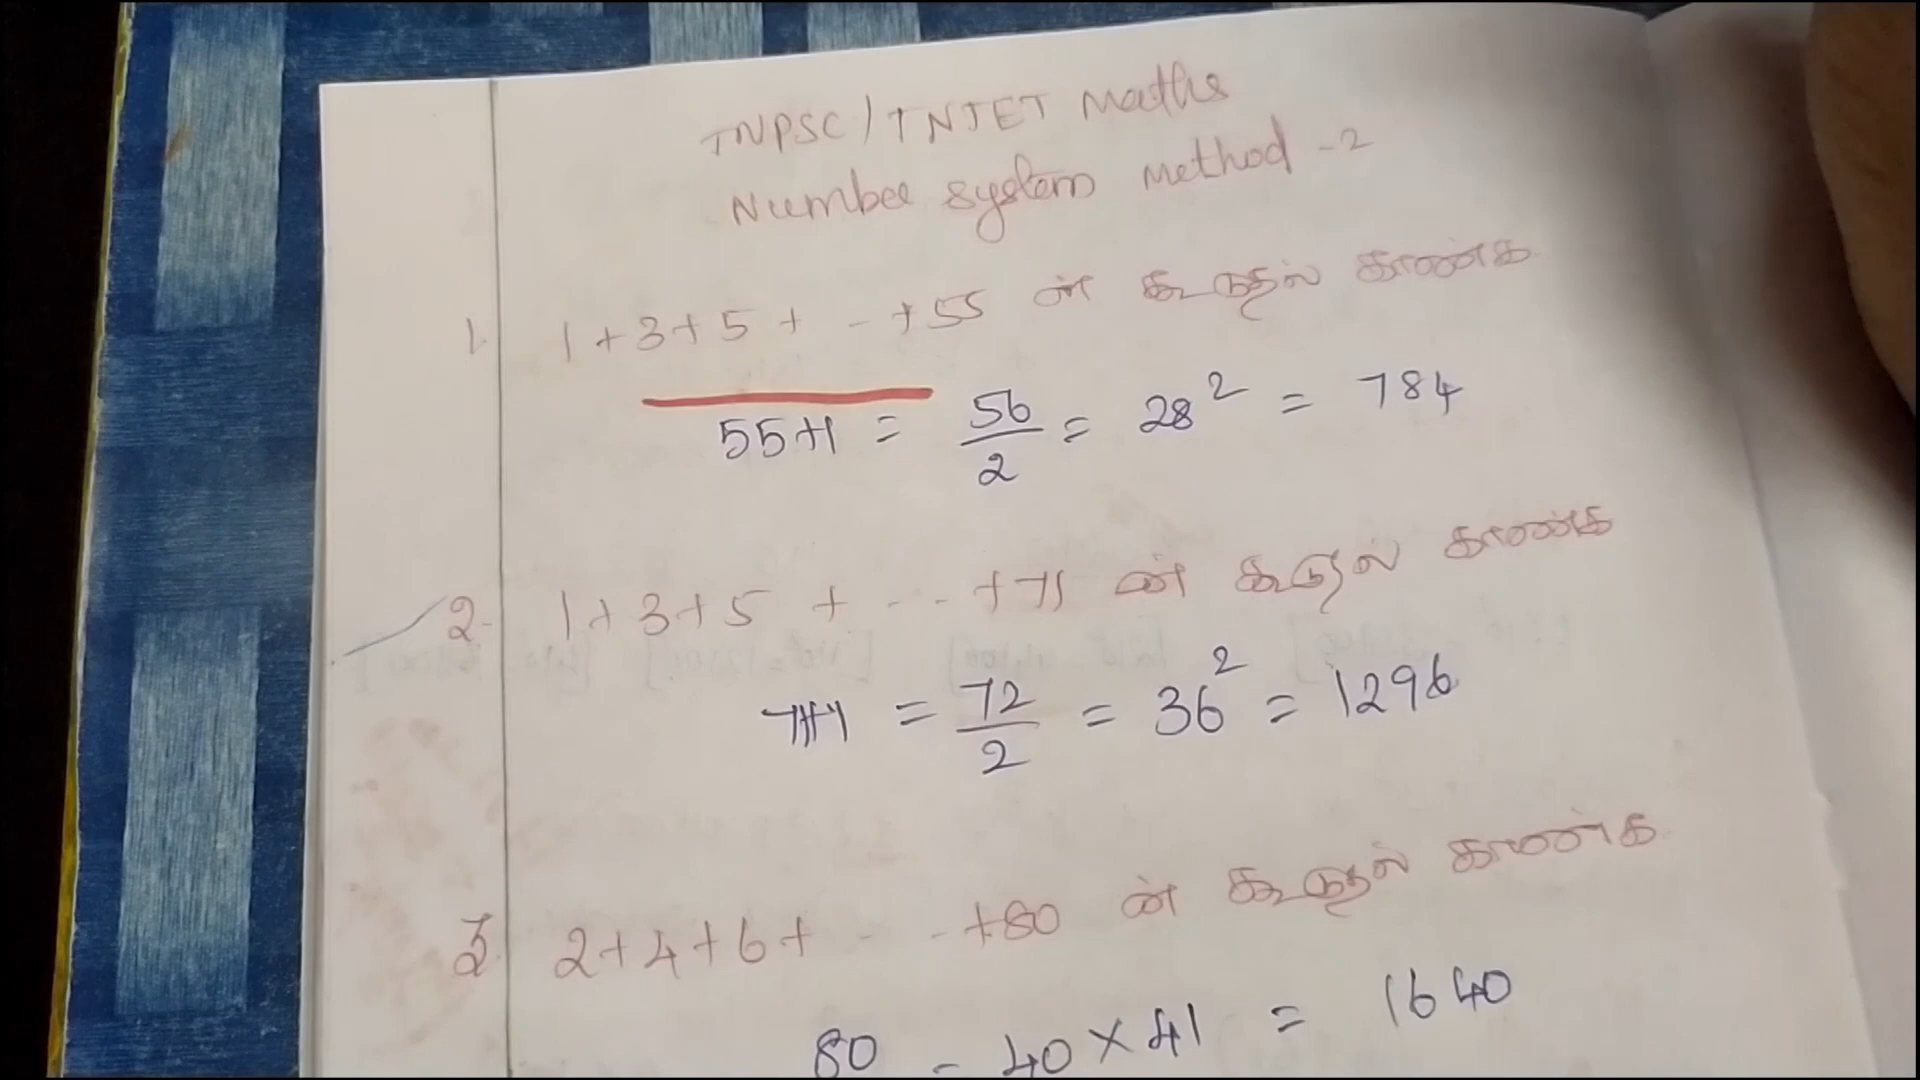 TNPSC / TNTET Maths
Number system Method - 2
1. 1+3+5+ - +55 ன் கூடுதல் காண்க
55+1 = 56/2 = 28² = 784
2. 1+3+5 + - - - +71 ன் கூடுதல் காண்க
71+1 = 72/2 = 36² = 1296
3. 2+4+6+ - - +80 ன் கூடுதல் காண்க
80 = 40 × 41 = 1640